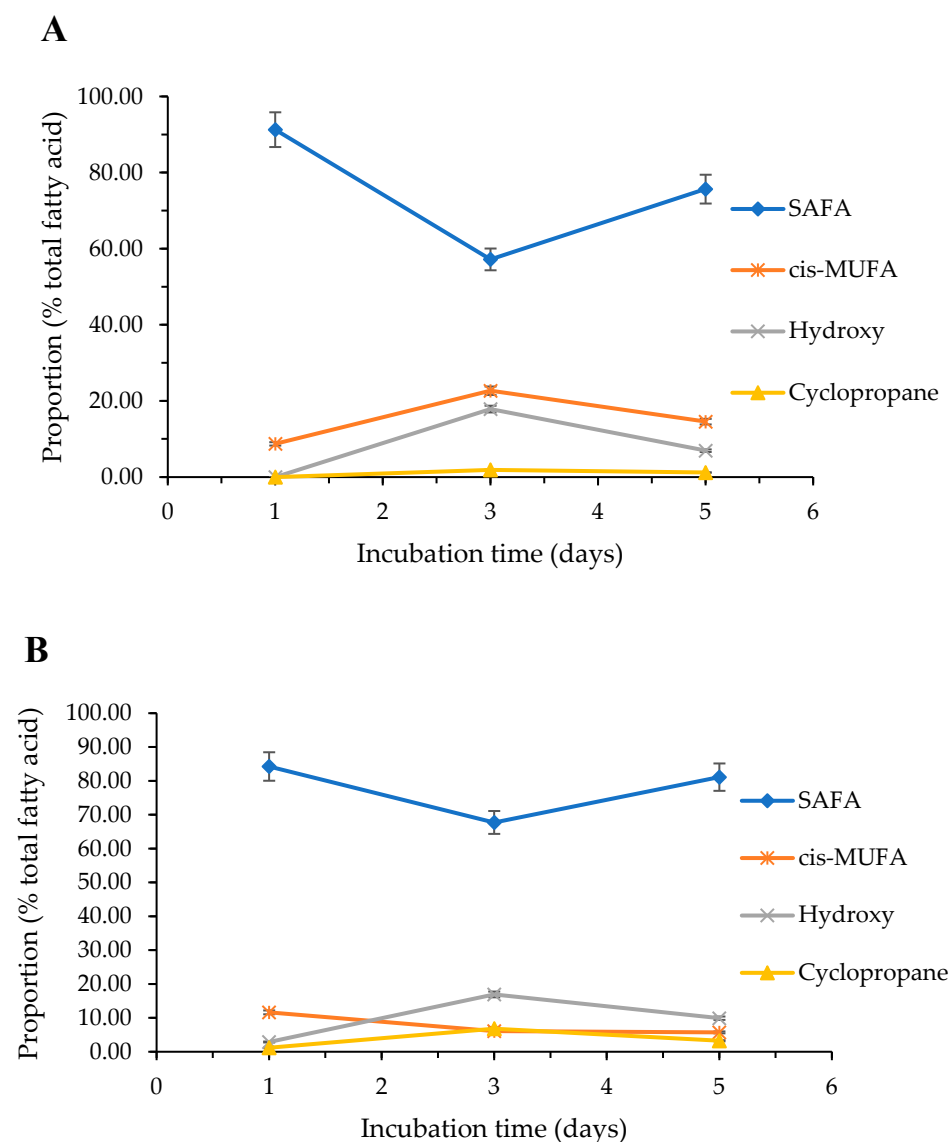 A
Proportion (% total fatty acid)
100.00
80.00
60.00
40.00
20.00
0.00
0 1 2 3 4 5 6
Incubation time (days)
SAFA
cis-MUFA
Hydroxy
Cyclopropane
B
Proportion (% total fatty acid)
100.00
90.00
80.00
70.00
60.00
50.00
40.00
30.00
20.00
10.00
0.00
0 1 2 3 4 5 6
Incubation time (days)
SAFA
cis-MUFA
Hydroxy
Cyclopropane